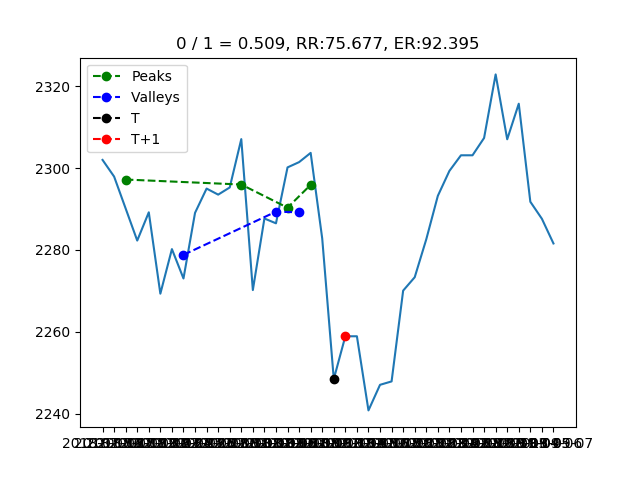 0 / 1 = 0.509, RR:75.677, ER:92.395
Peaks
Valleys
T
T+1
2320
2300
2280
2260
2240